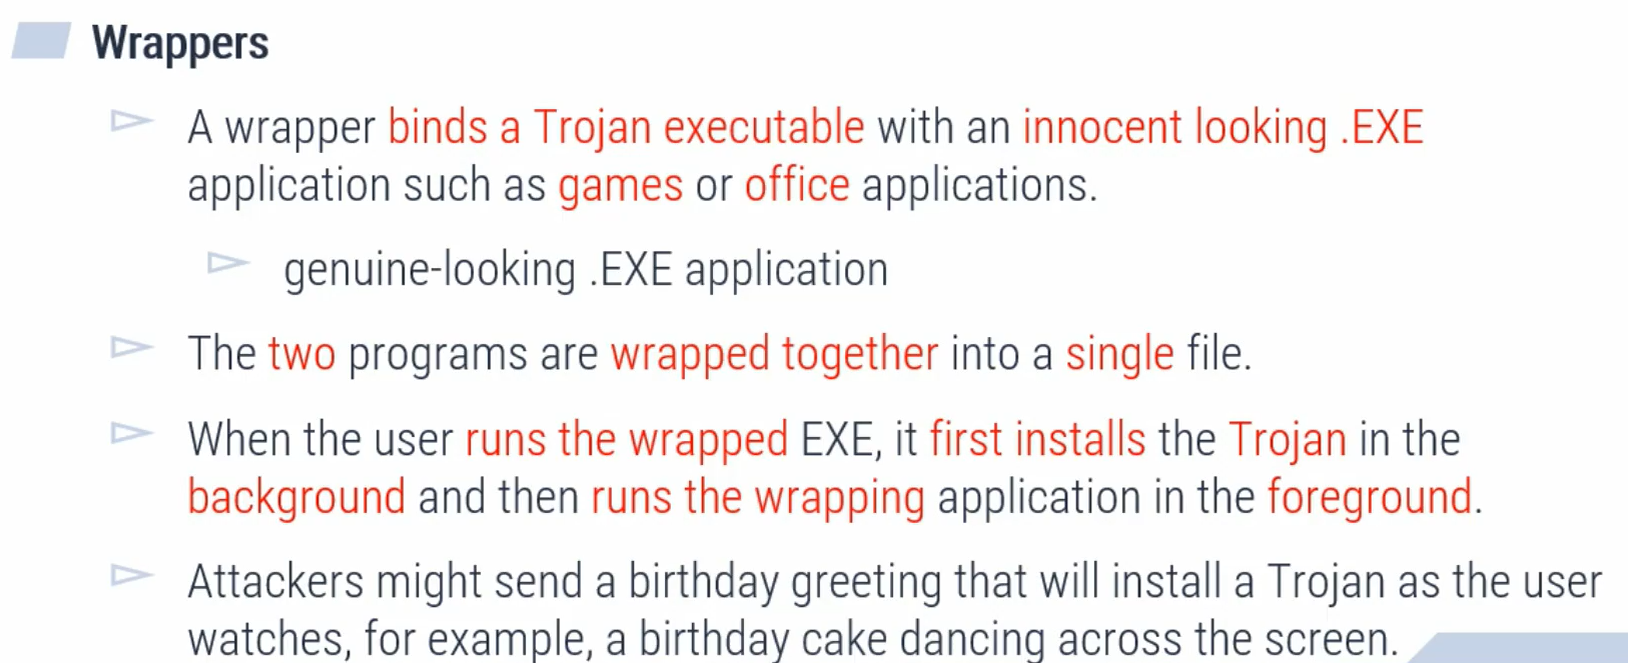 Wrappers
A wrapper binds a Trojan executable with an innocent looking .EXE
application such as games or office applications.
genuine-looking .EXE application
The two programs are wrapped together into a single file.
When the user runs the wrapped EXE, it first installs the Trojan in the
background and then runs the wrapping application in the foreground.
Attackers might send a birthday greeting that will install a Trojan as the user
watches, for example, a birthday cake dancing across the screen.